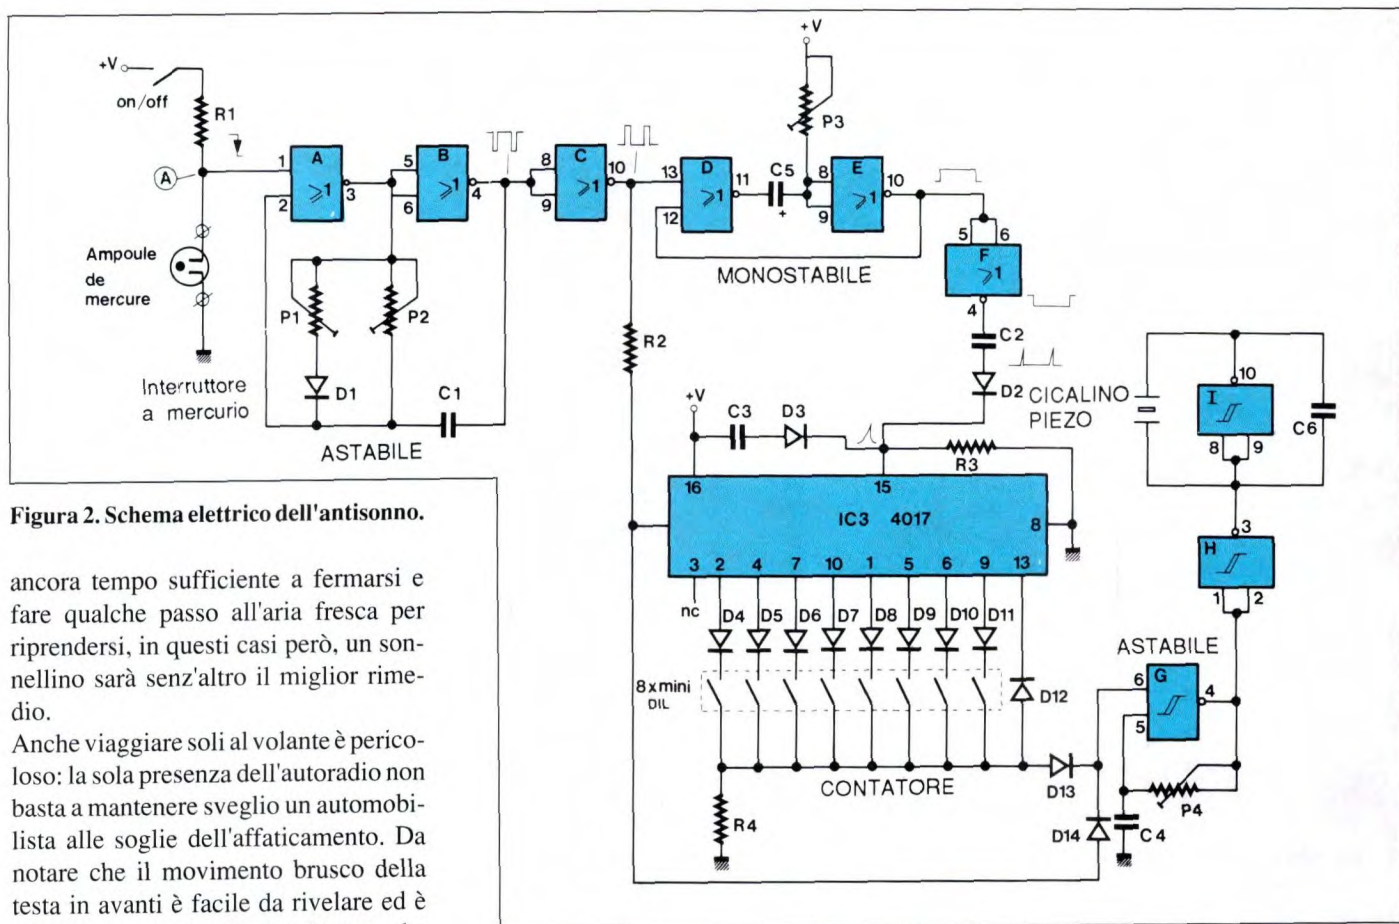 +V
on/off
R1
A
Ampoule
de
mercure
Interruttore
a mercurio
1
2
A
≥1
3
5
6
B
≥1
4
P1
P2
D1
C1
ASTABILE
8
9
C
≥1
10
R2
13
12
D
≥1
11
C5
+
+V
P3
8
9
E
≥1
10
MONOSTABILE
5
6
F
≥1
4
C2
D2
CICALINO
PIEZO
10
I
8
9
C6
+V
C3
D3
R3
16
15
IC3 4017
8
3
2
4
7
10
1
5
6
9
13
nc
D4
D5
D6
D7
D8
D9
D10
D11
8 x mini
DIL
D12
3
H
1
2
ASTABILE
6
G
4
5
CONTATORE
D13
R4
D14
C4
P4
Figura 2. Schema elettrico dell'antisonno.
ancora tempo sufficiente a fermarsi e
fare qualche passo all'aria fresca per
riprendersi, in questi casi però, un son-
nellino sarà senz'altro il miglior rime-
dio.
Anche viaggiare soli al volante è perico-
loso: la sola presenza dell'autoradio non
basta a mantenere sveglio un automobi-
lista alle soglie dell'affaticamento. Da
notare che il movimento brusco della
testa in avanti è facile da rivelare ed è